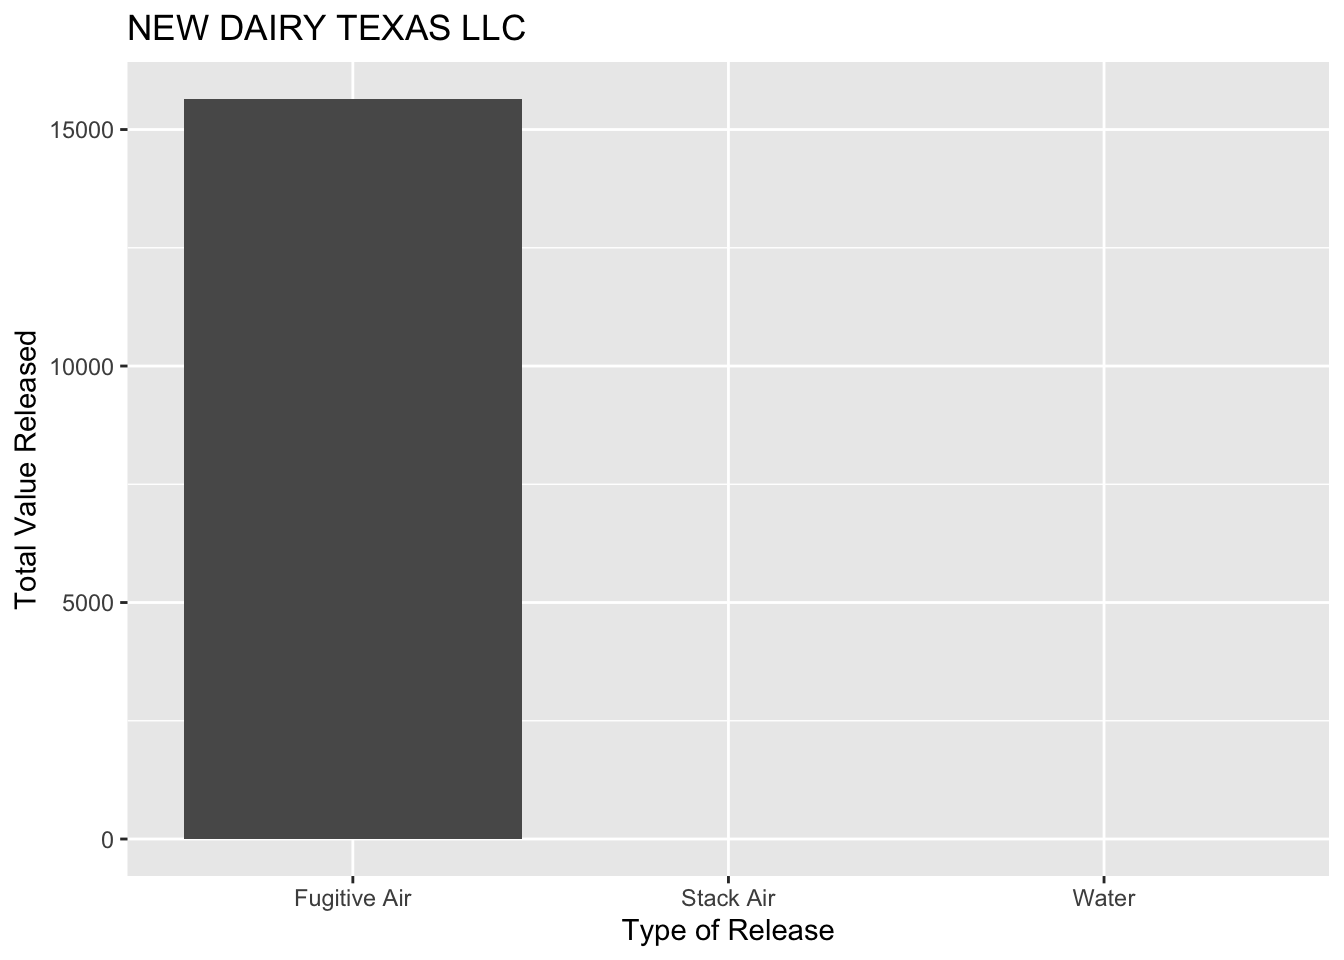 NEW DAIRY TEXAS LLC
Total Value Released
15000
10000
5000
0
Fugitive Air
Stack Air
Water
Type of Release